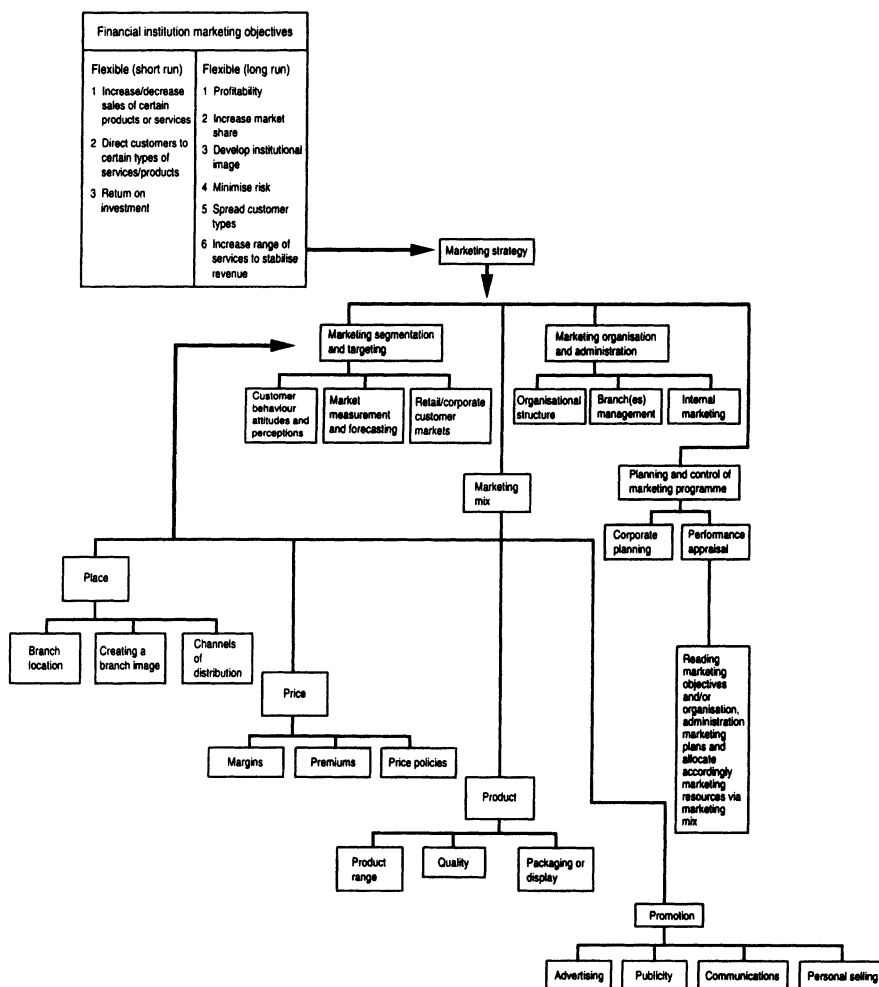 Financial institution marketing objectives
Flexible (short run)
1 Increase/decrease
sales of certain
products or services
2 Direct customers to
certain types of
services/products
3 Return on
investment
Flexible (long run)
1 Profitability
2 Increase market
share
3 Develop institutional
image
4 Minimise risk
5 Spread customer
types
6 Increase range of
services to stabilise
revenue
Marketing strategy
Marketing segmentation
and targeting
Marketing organisation
and administration
Customer
behaviour
attitudes and
perceptions
Market
measurement
and forecasting
Retail/corporate
customer
markets
Organisational
structure
Branch(es)
management
Internal
marketing
Marketing
mix
Planning and control of
marketing programme
Corporate
planning
Performance
appraisal
Place
Branch
location
Creating a
branch image
Channels
of
distribution
Reading
marketing
objectives
and/or
organisation,
administration
marketing
plans and
allocate
accordingly
marketing
resources via
marketing
mix
Price
Margins
Premiums
Price policies
Product
Product
range
Quality
Packaging or
display
Promotion
Advertising
Publicity
Communications
Personal selling